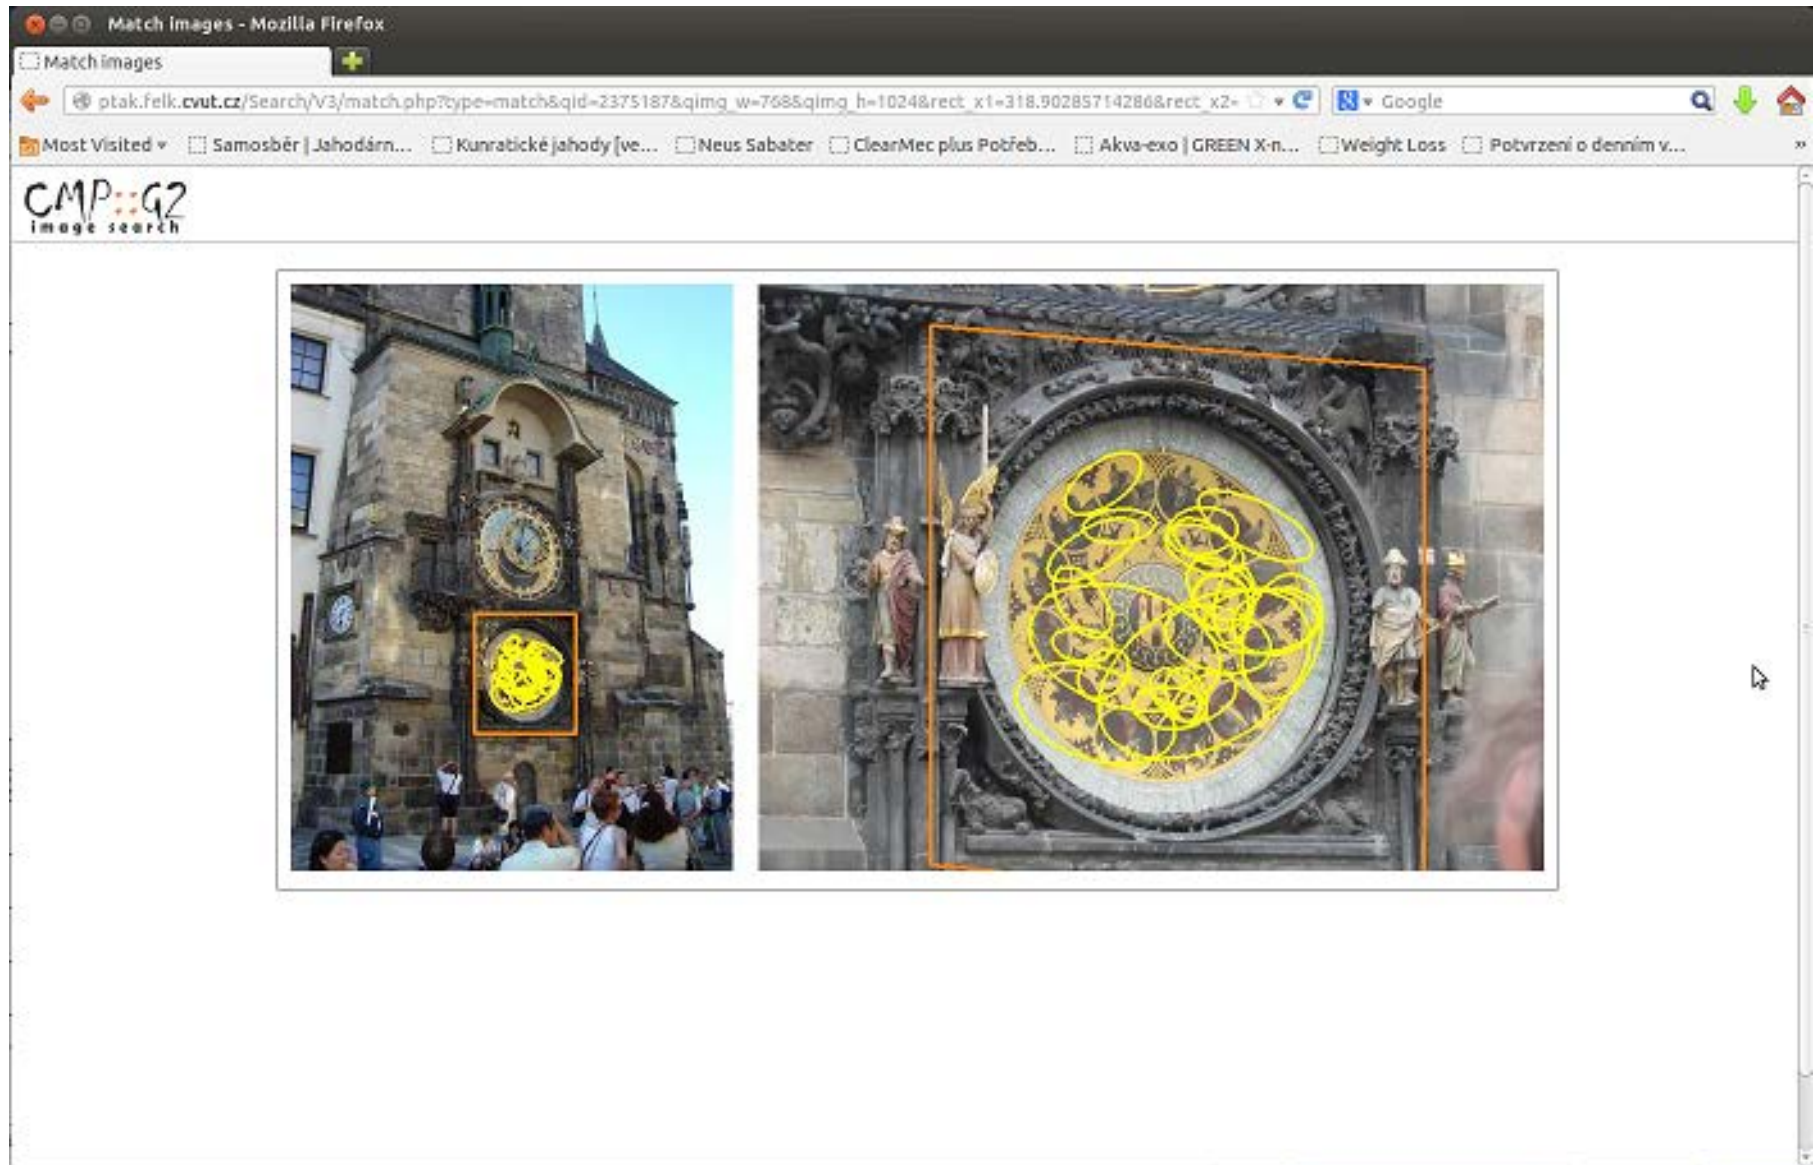 Match images - Mozilla Firefox
Match images
ptak.felk.cvut.cz/Search/V3/match.php?type=match&qid=2375187&qimg_w=768&qimg_h=1024&rect_x1=318.90285714286&rect_x2=
Google
Most Visited
Samosběr | Jahodárn...
Kunratické jahody [ve...
Neus Sabater
ClearMec plus Potřeb...
Akva-exo | GREEN X-n...
Weight Loss
Potvrzení o denním v...
»
CMP::G2
image search